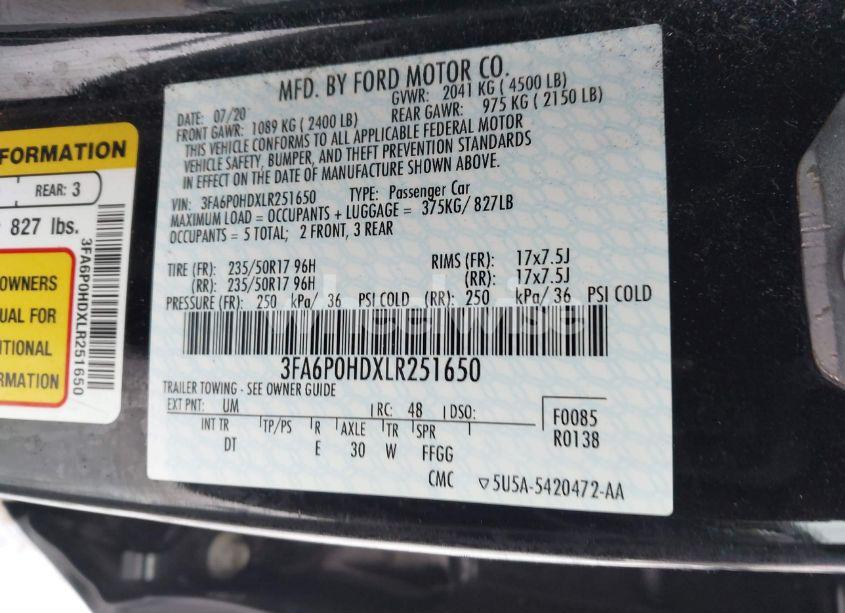 FORMATION
REAR: 3
827 lbs.
OWNERS
UAL FOR
ITIONAL
3FA6P0HDXLR251650
MFD. BY FORD MOTOR CO.
DATE: 07/20 GVWR: 2041 KG ( 4500 LB)
FRONT GAWR: 1089 KG ( 2400 LB) REAR GAWR: 975 KG ( 2150 LB)
THIS VEHICLE CONFORMS TO ALL APPLICABLE FEDERAL MOTOR
VEHICLE SAFETY, BUMPER, AND THEFT PREVENTION STANDARDS
IN EFFECT ON THE DATE OF MANUFACTURE SHOWN ABOVE.
VIN: 3FA6P0HDXLR251650 TYPE: Passenger Car
MAXIMUM LOAD = OCCUPANTS + LUGGAGE = 375KG/ 827LB
OCCUPANTS = 5 TOTAL; 2 FRONT, 3 REAR
TIRE (FR): 235/50R17 96H RIMS (FR): 17x7.5J
(RR): 235/50R17 96H (RR): 17x7.5J
PRESSURE (FR): 250 kPa/ 36 PSI COLD (RR): 250 kPa/ 36 PSI COLD
Wheelwise
3FA6P0HDXLR251650
TRAILER TOWING - SEE OWNER GUIDE
EXT PNT: UM RC: 48 DSO: F0085
INT TR TP/PS R AXLE TR SPR R0138
DT E 30 W FFGG
CMC ▽5U5A-5420472-AA